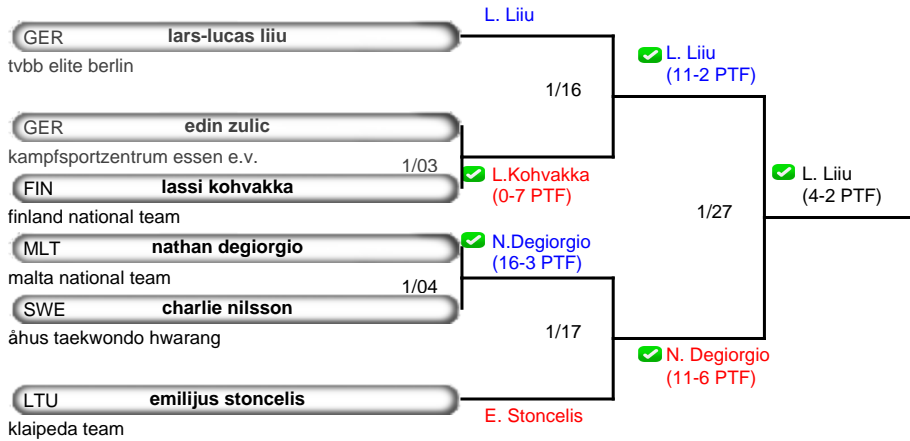 L. Liiu
GER lars-lucas liiu
tvbb elite berlin
L. Liiu
(11-2 PTF)
1/16
GER edin zulic
kampfsportzentrum essen e.v.
1/03
FIN lassi kohvakka
L.Kohvakka
(0-7 PTF)
finland national team
L. Liiu
(4-2 PTF)
1/27
MLT nathan degiorgio
N.Degiorgio
(16-3 PTF)
malta national team
1/04
SWE charlie nilsson
åhus taekwondo hwarang
1/17
N. Degiorgio
(11-6 PTF)
LTU emilijus stoncelis
E. Stoncelis
klaipeda team